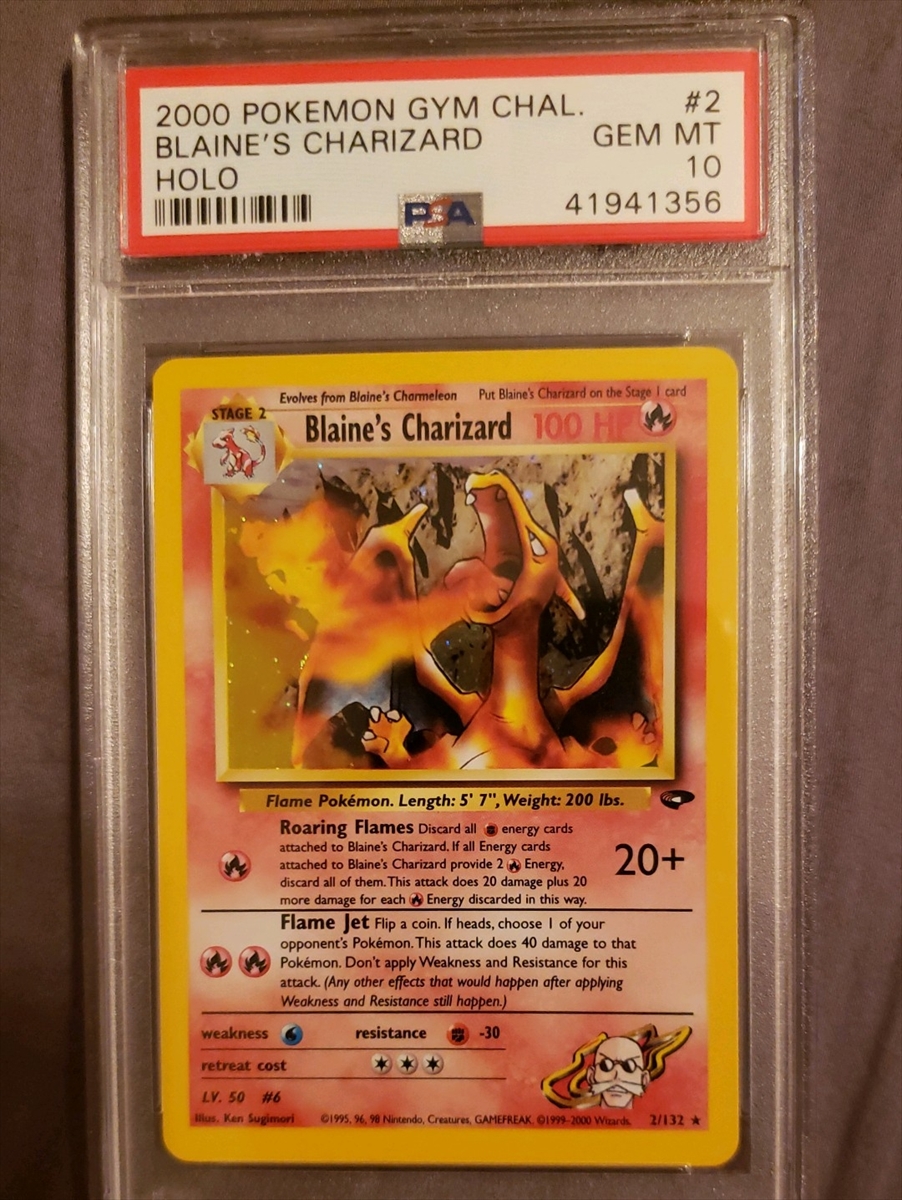 2000 POKEMON GYM CHAL. #2
BLAINE'S CHARIZARD GEM MT
HOLO 10
PSA 41941356
Evolves from Blaine's Charmeleon Put Blaine's Charizard on the Stage 1 card
STAGE 2
Blaine's Charizard 100 HP
Flame Pokémon. Length: 5' 7", Weight: 200 lbs.
Roaring Flames Discard all energy cards
attached to Blaine's Charizard. If all Energy cards
attached to Blaine's Charizard provide 2 Energy,
discard all of them. This attack does 20 damage plus 20
more damage for each Energy discarded in this way.
20+
Flame Jet Flip a coin. If heads, choose 1 of your
opponent's Pokémon. This attack does 40 damage to that
Pokémon. Don't apply Weakness and Resistance for this
attack. (Any other effects that would happen after applying
Weakness and Resistance still happen.)
weakness resistance -30
retreat cost
LV. 50 #6
Illus. Ken Sugimori ©1995, 96, 98 Nintendo, Creatures, GAMEFREAK. ©1999-2000 Wizards. 2/132 ★